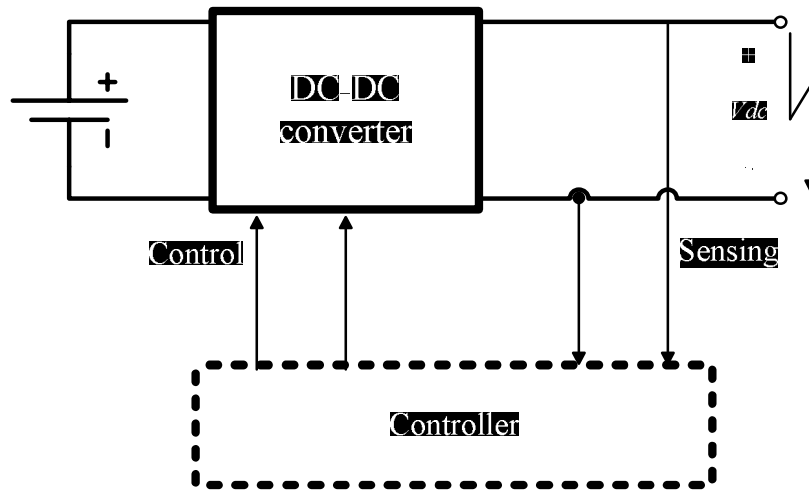 +
DC-DC
converter
+
Vdc
Control
Sensing
Controller